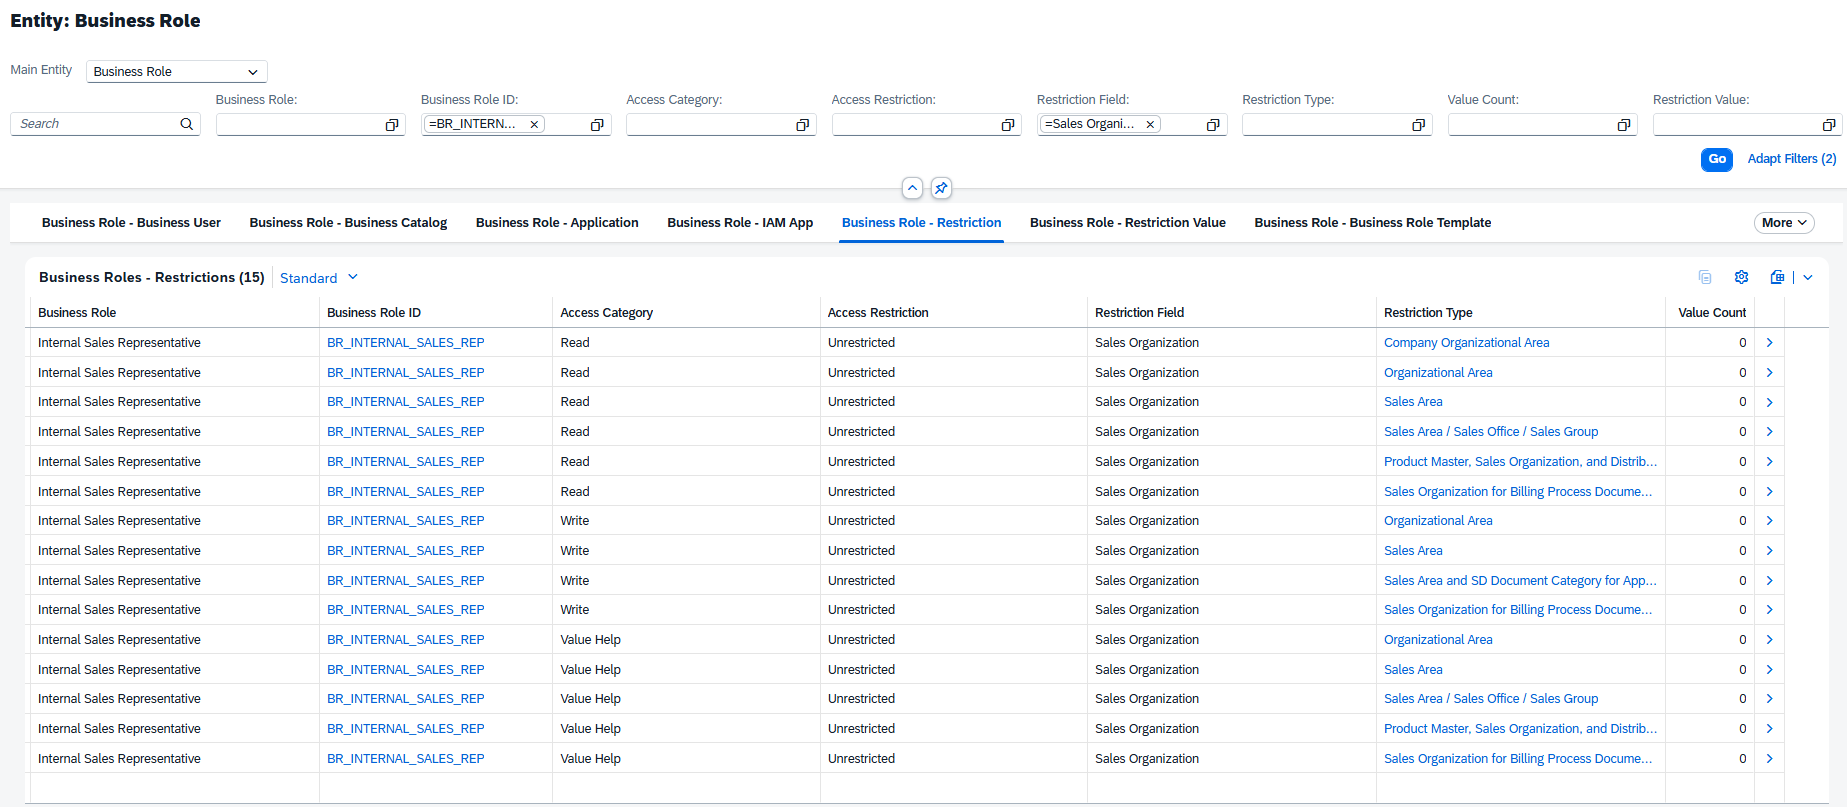 Entity: Business Role
Main Entity Business Role
Business Role: Business Role ID: Access Category: Access Restriction: Restriction Field: Restriction Type: Value Count: Restriction Value:
Search =BR_INTERN... =Sales Organi...
Go Adapt Filters (2)
Business Role - Business User Business Role - Business Catalog Business Role - Application Business Role - IAM App Business Role - Restriction Business Role - Restriction Value Business Role - Business Role Template More
Business Roles - Restrictions (15) Standard
Business Role Business Role ID Access Category Access Restriction Restriction Field Restriction Type Value Count
Internal Sales Representative BR_INTERNAL_SALES_REP Read Unrestricted Sales Organization Company Organizational Area 0
Internal Sales Representative BR_INTERNAL_SALES_REP Read Unrestricted Sales Organization Organizational Area 0
Internal Sales Representative BR_INTERNAL_SALES_REP Read Unrestricted Sales Organization Sales Area 0
Internal Sales Representative BR_INTERNAL_SALES_REP Read Unrestricted Sales Organization Sales Area / Sales Office / Sales Group 0
Internal Sales Representative BR_INTERNAL_SALES_REP Read Unrestricted Sales Organization Product Master, Sales Organization, and Distrib... 0
Internal Sales Representative BR_INTERNAL_SALES_REP Read Unrestricted Sales Organization Sales Organization for Billing Process Docume... 0
Internal Sales Representative BR_INTERNAL_SALES_REP Write Unrestricted Sales Organization Organizational Area 0
Internal Sales Representative BR_INTERNAL_SALES_REP Write Unrestricted Sales Organization Sales Area 0
Internal Sales Representative BR_INTERNAL_SALES_REP Write Unrestricted Sales Organization Sales Area and SD Document Category for App... 0
Internal Sales Representative BR_INTERNAL_SALES_REP Write Unrestricted Sales Organization Sales Organization for Billing Process Docume... 0
Internal Sales Representative BR_INTERNAL_SALES_REP Value Help Unrestricted Sales Organization Organizational Area 0
Internal Sales Representative BR_INTERNAL_SALES_REP Value Help Unrestricted Sales Organization Sales Area 0
Internal Sales Representative BR_INTERNAL_SALES_REP Value Help Unrestricted Sales Organization Sales Area / Sales Office / Sales Group 0
Internal Sales Representative BR_INTERNAL_SALES_REP Value Help Unrestricted Sales Organization Product Master, Sales Organization, and Distrib... 0
Internal Sales Representative BR_INTERNAL_SALES_REP Value Help Unrestricted Sales Organization Sales Organization for Billing Process Docume... 0